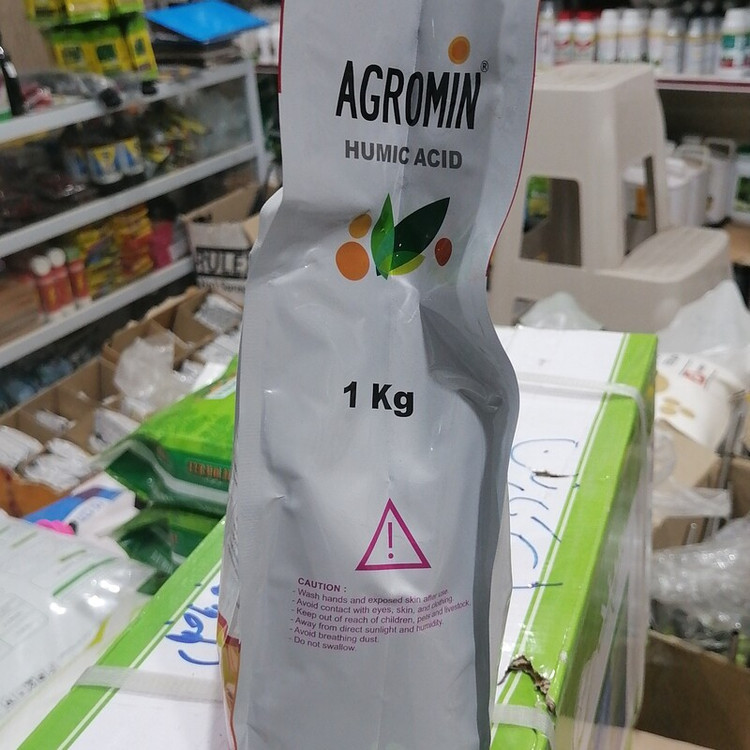 AGROMIN®
HUMIC ACID
1 Kg
CAUTION :
- Wash hands and exposed skin after use.
- Avoid contact with eyes, skin, and clothing.
- Keep out of reach of children, pets and livestock.
- Away from direct sunlight and humidity.
- Avoid breathing dust.
- Do not swallow.